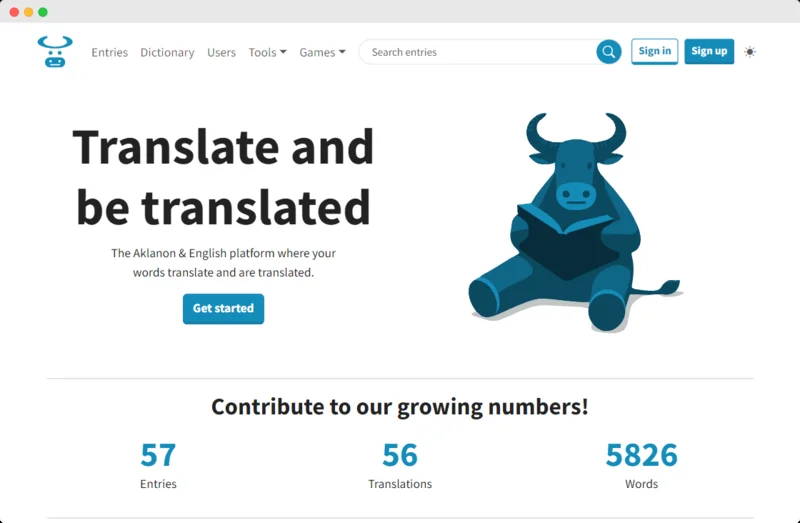 Entries Dictionary Users Tools Games Search entries Sign in Sign up
Translate and
be translated
The Aklanon & English platform where your
words translate and are translated.
Get started
Contribute to our growing numbers!
57 56 5826
Entries Translations Words